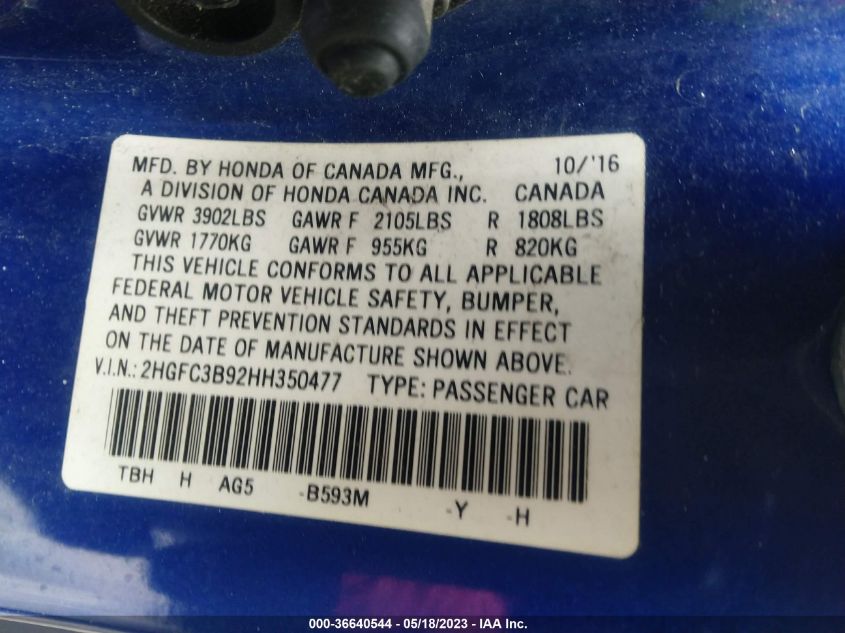 MFD. BY HONDA OF CANADA MFG., 10/'16
A DIVISION OF HONDA CANADA INC. CANADA
GVWR 3902LBS GAWR F 2105LBS R 1808LBS
GVWR 1770KG GAWR F 955KG R 820KG
THIS VEHICLE CONFORMS TO ALL APPLICABLE
FEDERAL MOTOR VEHICLE SAFETY, BUMPER,
AND THEFT PREVENTION STANDARDS IN EFFECT
ON THE DATE OF MANUFACTURE SHOWN ABOVE.
V.I.N.: 2HGFC3B92HH350477 TYPE: PASSENGER CAR
TBH H AG5 -B593M -Y -H
000-36640544 - 05/18/2023 - IAA Inc.